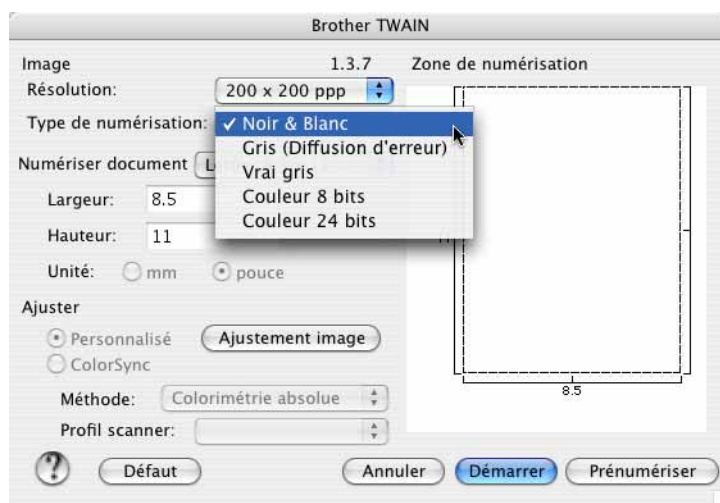 Brother TWAIN
Image
1.3.7
Zone de numérisation
Résolution:
200 x 200 ppp
Type de numérisation:
✓ Noir & Blanc
Gris (Diffusion d'erreur)
Vrai gris
Couleur 8 bits
Couleur 24 bits
Numériser document
Largeur:
8.5
Hauteur:
11
Unité:
mm
pouce
Ajuster
Personnalisé
Ajustement image
ColorSync
Méthode:
Colorimétrie absolue
Profil scanner:
8.5
?
Défaut
Annuler
Démarrer
Prénumériser